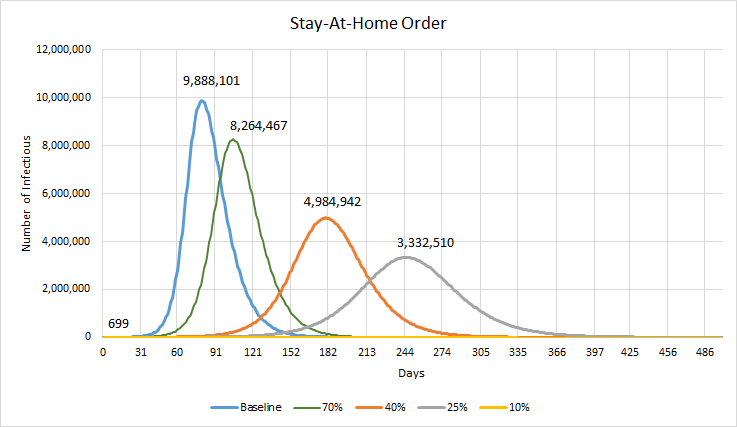 Stay-At-Home Order
12,000,000
10,000,000
8,000,000
6,000,000
4,000,000
2,000,000
0
Number of Infectious
9,888,101
8,264,467
4,984,942
3,332,510
699
0 31 60 91 121 152 182 213 244 274 305 335 366 397 425 456 486
Days
Baseline 70% 40% 25% 10%